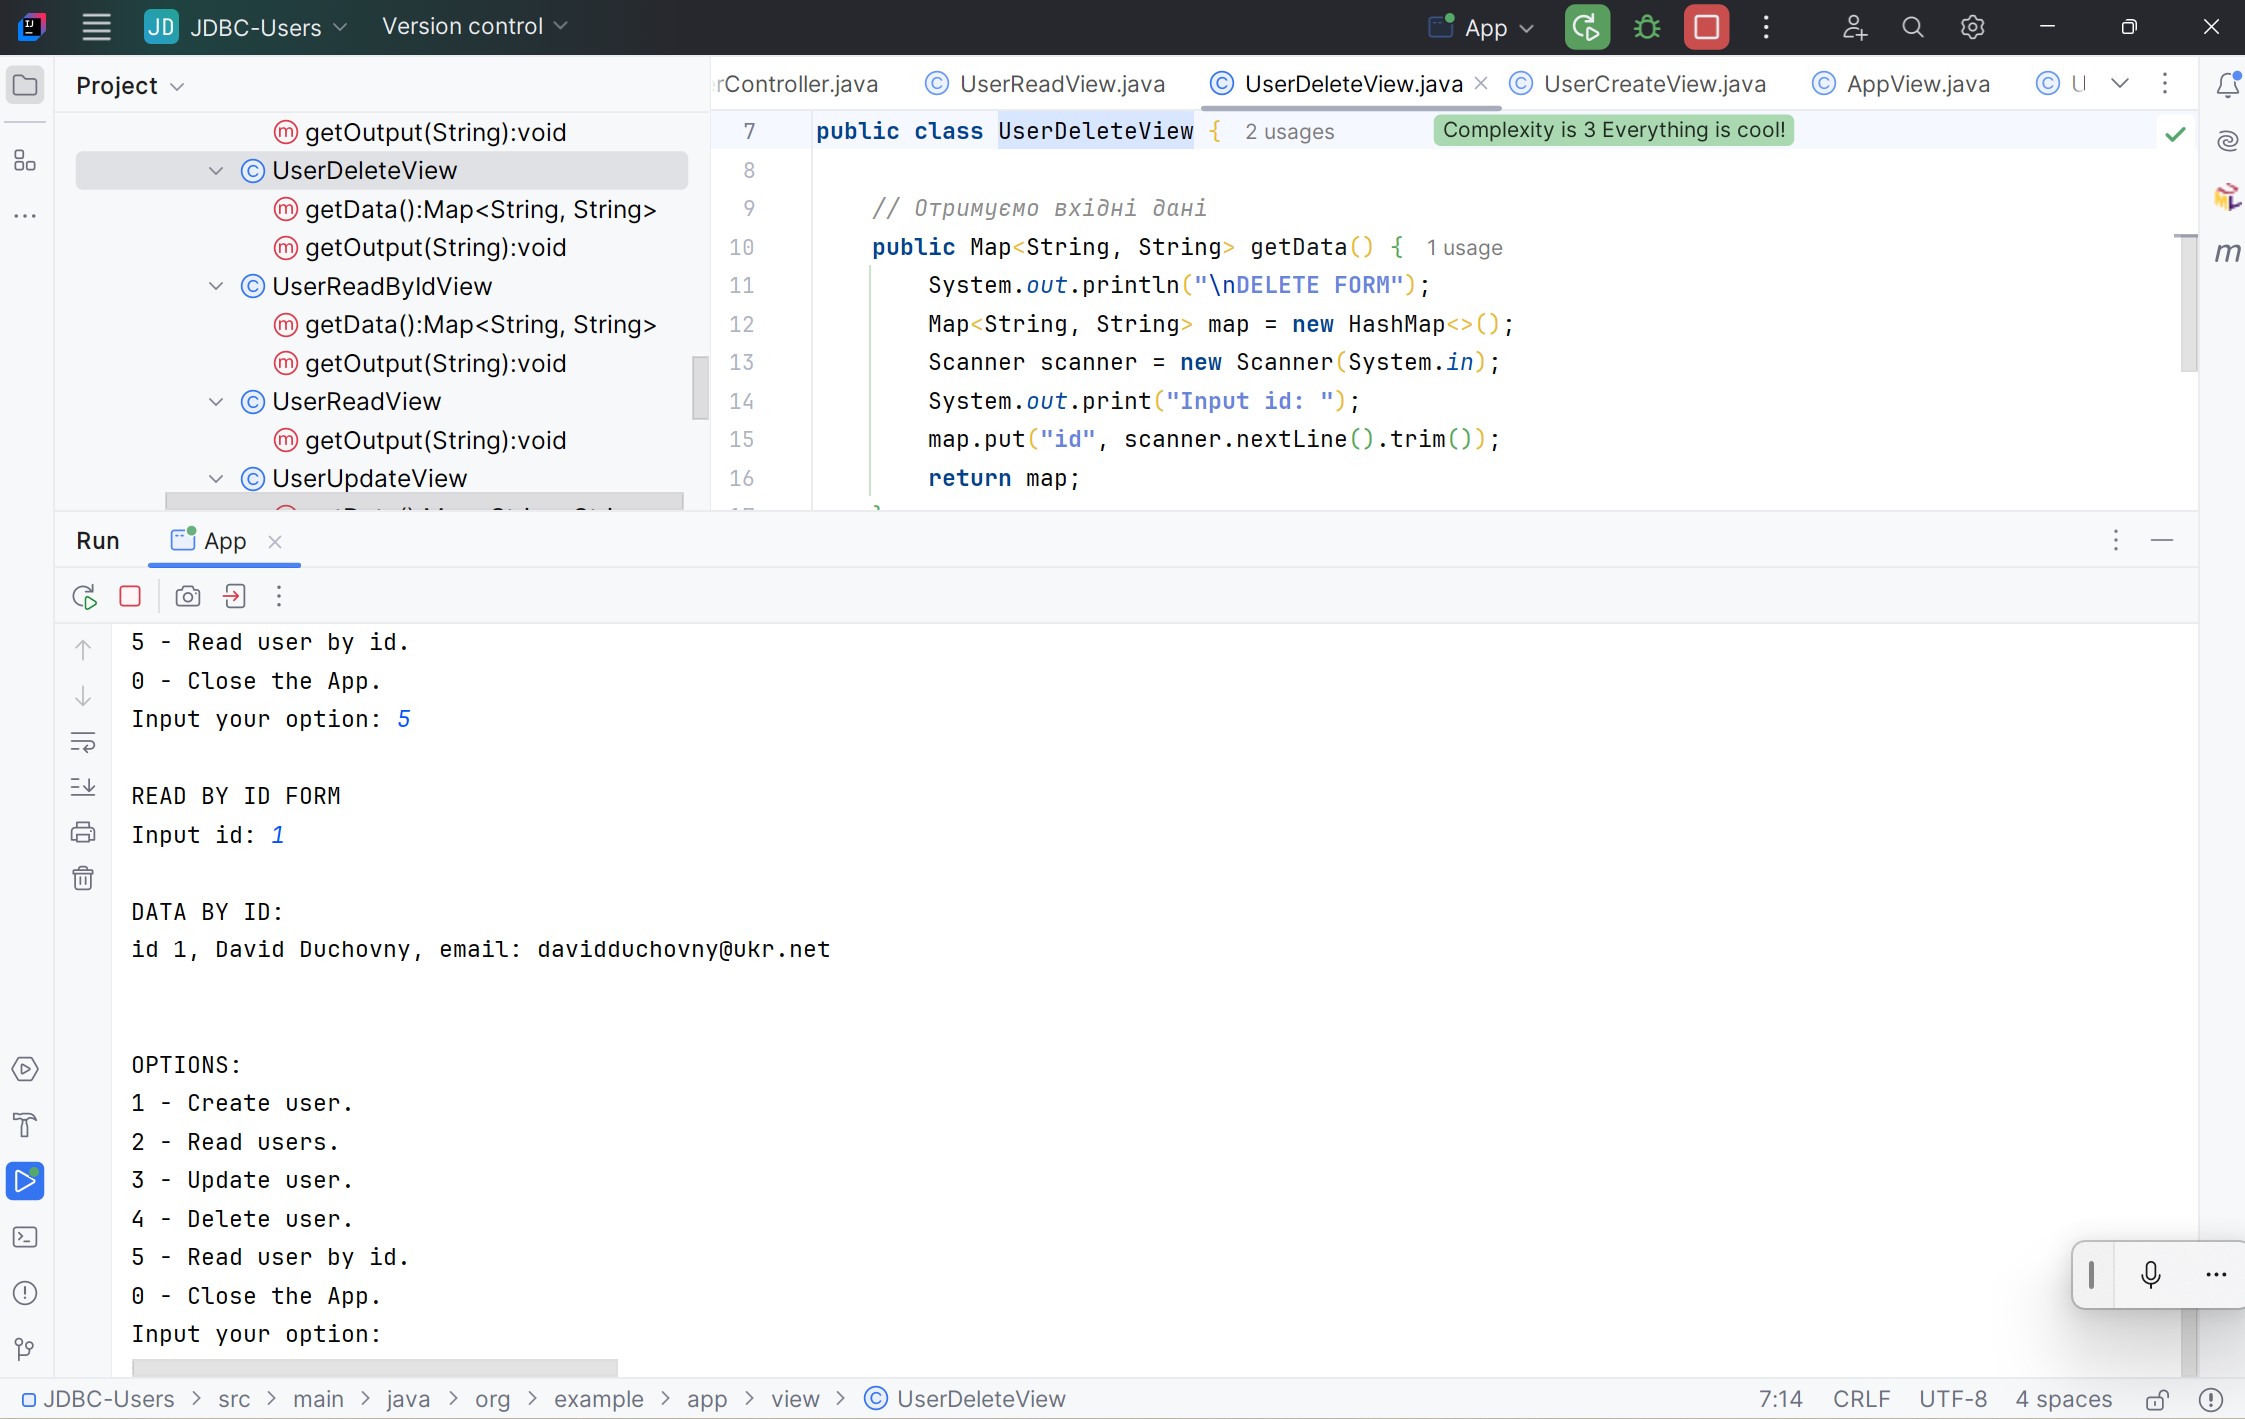 JD JDBC-Users Version control App
Project
rController.java UserReadView.java UserDeleteView.java UserCreateView.java AppView.java U
getOutput(String):void
UserDeleteView
getData():Map<String, String>
getOutput(String):void
UserReadByIdView
getData():Map<String, String>
getOutput(String):void
UserReadView
getOutput(String):void
UserUpdateView
7 public class UserDeleteView { 2 usages Complexity is 3 Everything is cool!
8
9 // Отримуємо вхідні дані
10 public Map<String, String> getData() { 1 usage
11 System.out.println("\nDELETE FORM");
12 Map<String, String> map = new HashMap<>();
13 Scanner scanner = new Scanner(System.in);
14 System.out.print("Input id: ");
15 map.put("id", scanner.nextLine().trim());
16 return map;
Run App
5 - Read user by id.
0 - Close the App.
Input your option: 5
READ BY ID FORM
Input id: 1
DATA BY ID:
id 1, David Duchovny, email: davidduchovny@ukr.net
OPTIONS:
1 - Create user.
2 - Read users.
3 - Update user.
4 - Delete user.
5 - Read user by id.
0 - Close the App.
Input your option:
JDBC-Users > src > main > java > org > example > app > view > UserDeleteView 7:14 CRLF UTF-8 4 spaces